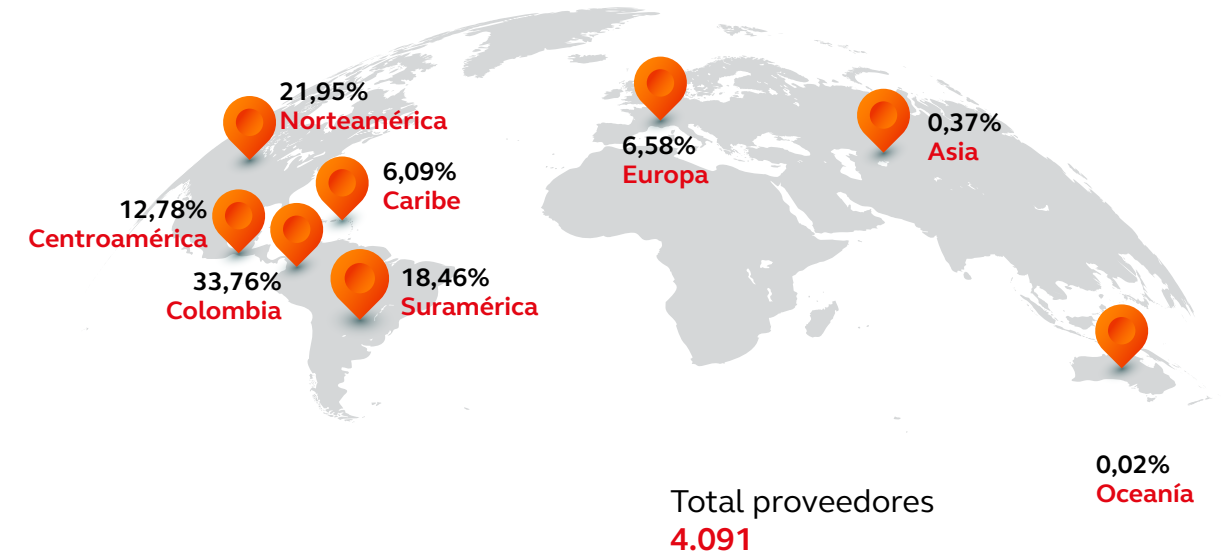 21,95%
Norteamérica
6,58%
Europa
0,37%
Asia
6,09%
Caribe
12,78%
Centroamérica
33,76%
Colombia
18,46%
Suramérica
0,02%
Oceanía
Total proveedores
4.091